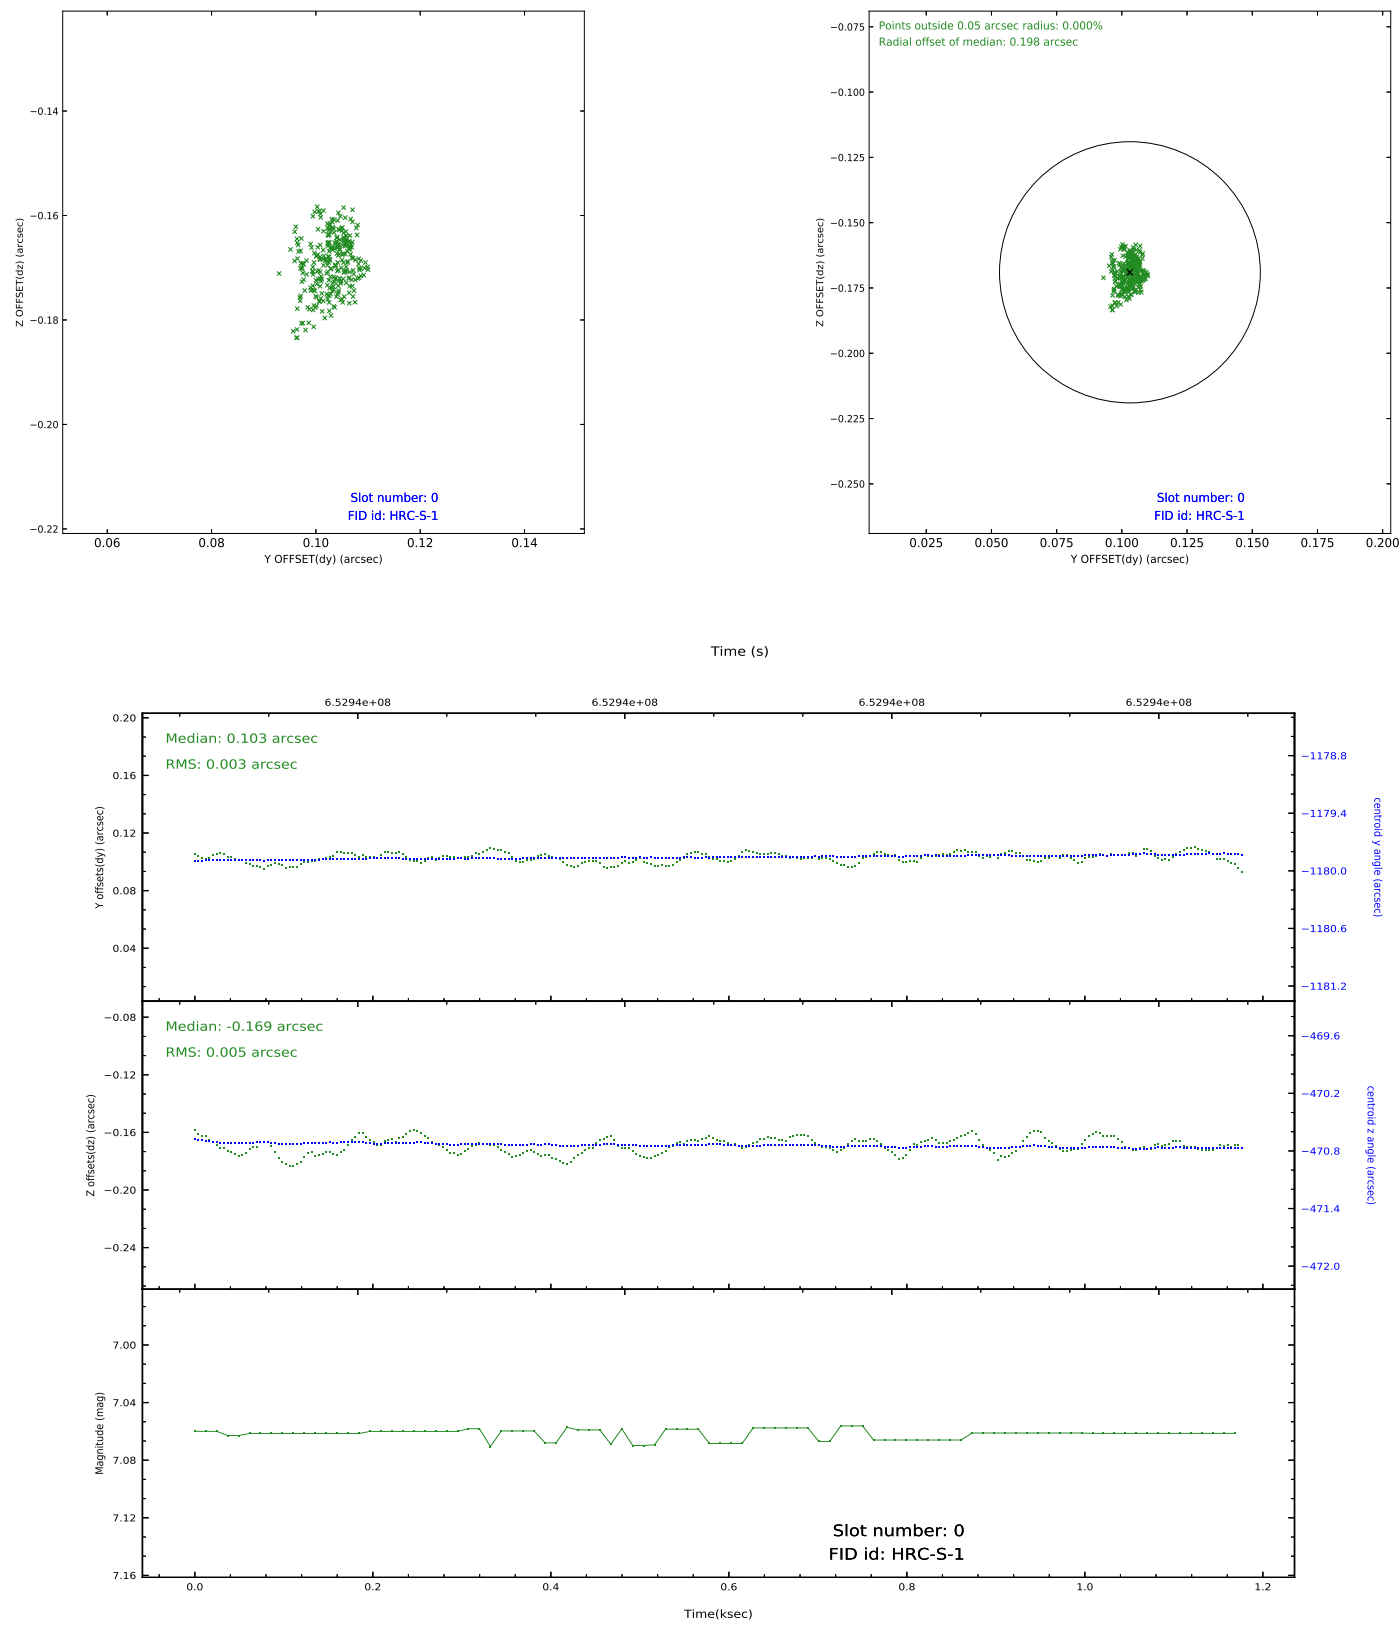 −0.14
−0.16
−0.18
−0.20
−0.22
Z OFFSET(dz) (arcsec)
Slot number: 0
FID id: HRC-S-1
0.06 0.08 0.10 0.12 0.14
Y OFFSET(dy) (arcsec)
Points outside 0.05 arcsec radius: 0.000%
Radial offset of median: 0.198 arcsec
−0.075
−0.100
−0.125
−0.150
−0.175
−0.200
−0.225
−0.250
Z OFFSET(dz) (arcsec)
Slot number: 0
FID id: HRC-S-1
0.025 0.050 0.075 0.100 0.125 0.150 0.175 0.200
Y OFFSET(dy) (arcsec)
Time (s)
6.5294e+08 6.5294e+08 6.5294e+08 6.5294e+08
Median: 0.103 arcsec
RMS: 0.003 arcsec
0.20
0.16
0.12
0.08
0.04
Y offsets(dy) (arcsec)
−1178.8
−1179.4
−1180.0
−1180.6
−1181.2
centroid y angle (arcsec)
Median: -0.169 arcsec
RMS: 0.005 arcsec
−0.08
−0.12
−0.16
−0.20
−0.24
Z offsets(dz) (arcsec)
−469.6
−470.2
−470.8
−471.4
−472.0
centroid z angle (arcsec)
7.00
7.04
7.08
7.12
7.16
Magnitude (mag)
Slot number: 0
FID id: HRC-S-1
0.0 0.2 0.4 0.6 0.8 1.0 1.2
Time(ksec)